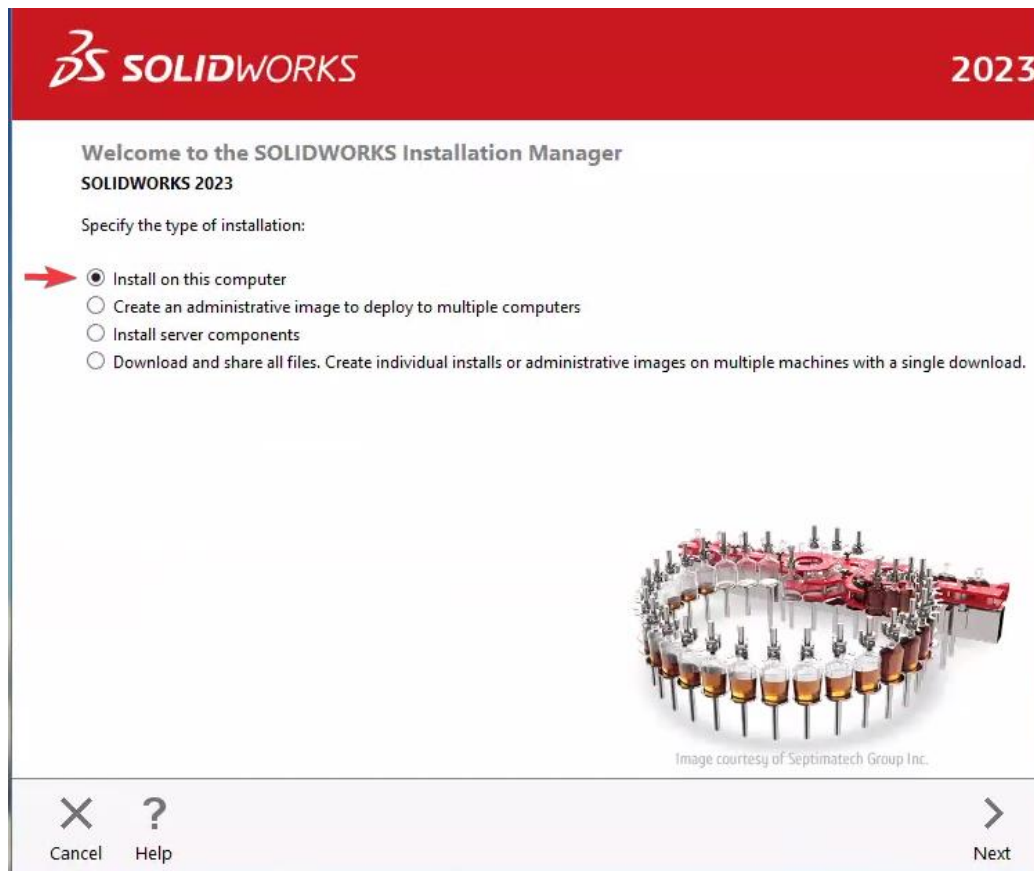 SOLIDWORKS
2023
Welcome to the SOLIDWORKS Installation Manager
SOLIDWORKS 2023
Specify the type of installation:
Install on this computer
Create an administrative image to deploy to multiple computers
Install server components
Download and share all files. Create individual installs or administrative images on multiple machines with a single download.
Image courtesy of Septimatech Group Inc.
Cancel
? Help
Next